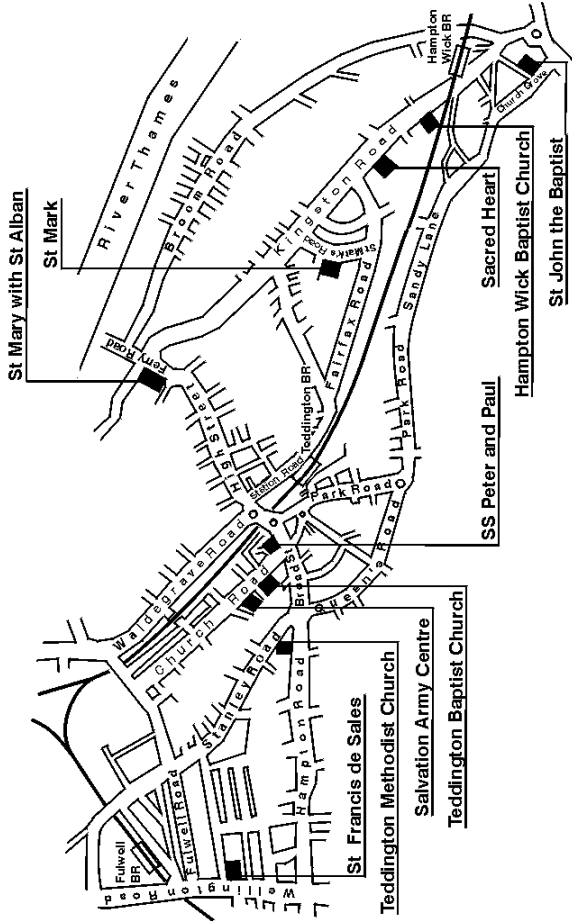 St Mary with St Alban
St Mark
River Thames
Broom Road
Ferry Road
Kingston Road
St Mark's Road
Fairfax Road
Hampton
Wick BR
Church Grove
Sandy Lane
Park Road
Park Road
High Street
Station Road
Teddington BR
Waldegrave Road
Church Road
Broad St
Queen's Road
Stanley Road
Hampton Road
Fulwell Road
Fulwell
BR
Wellington Road
St Francis de Sales
Teddington Methodist Church
Salvation Army Centre
Teddington Baptist Church
SS Peter and Paul
Sacred Heart
Hampton Wick Baptist Church
St John the Baptist